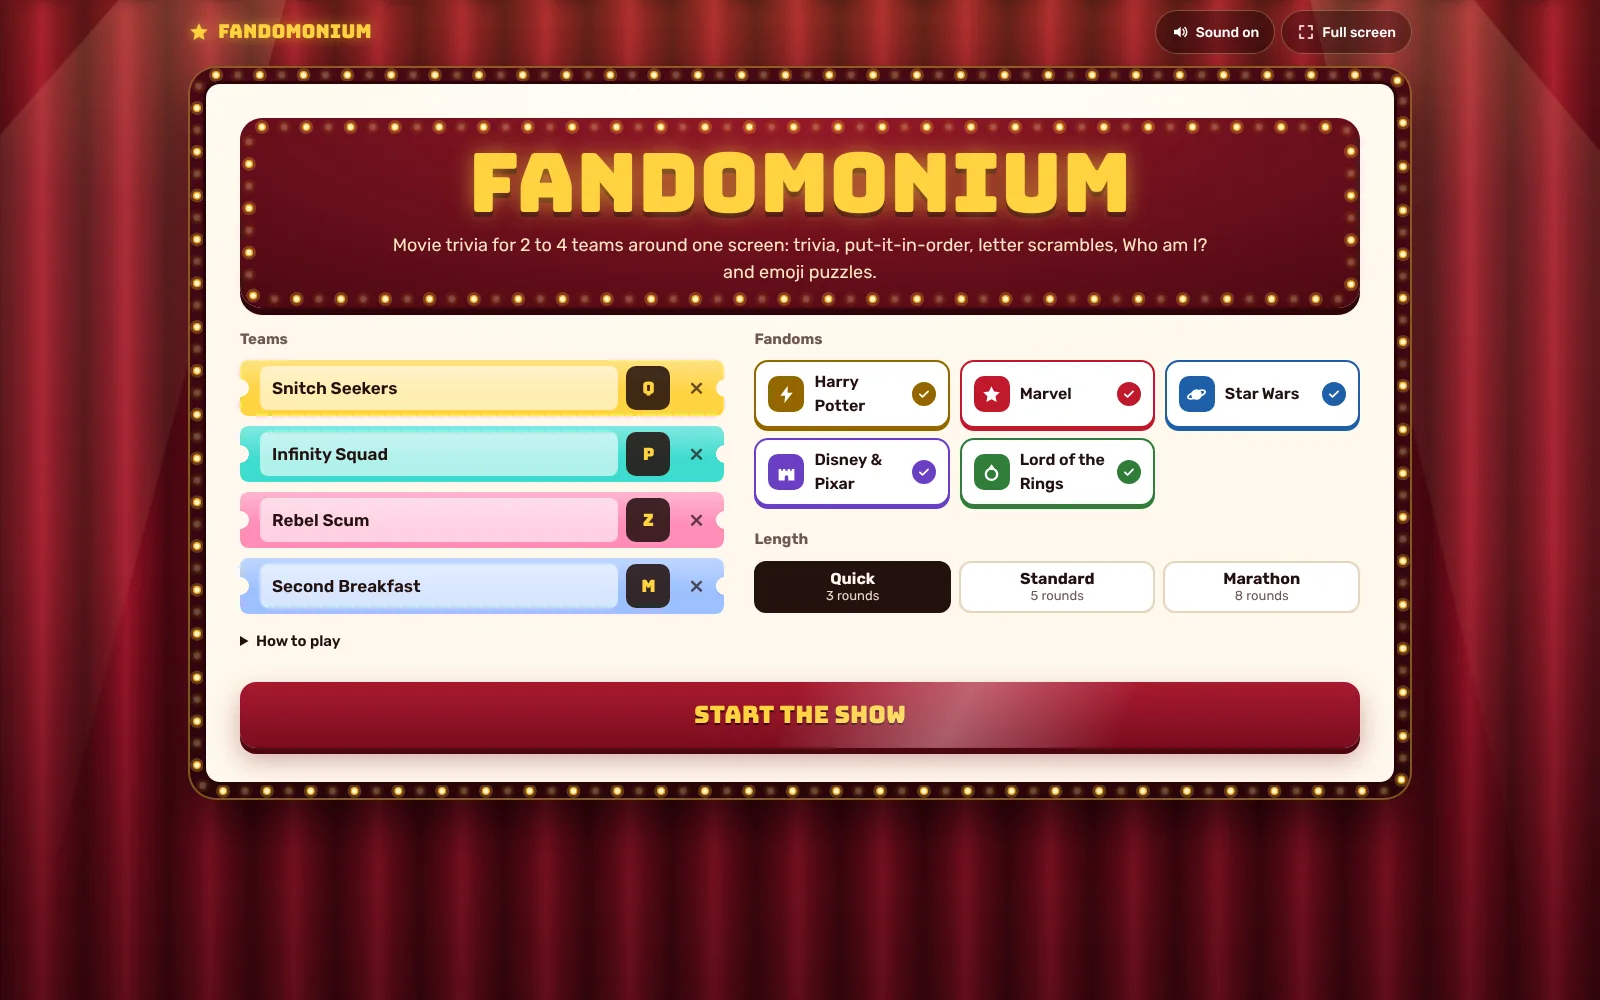 FANDOMONIUM
Sound on
Full screen
FANDOMONIUM
Movie trivia for 2 to 4 teams around one screen: trivia, put-it-in-order, letter scrambles, Who am I?
and emoji puzzles.
Teams
Snitch Seekers
Q
Infinity Squad
P
Rebel Scum
Z
Second Breakfast
M
How to play
Fandoms
Harry
Potter
Marvel
Star Wars
Disney &
Pixar
Lord of the
Rings
Length
Quick
3 rounds
Standard
5 rounds
Marathon
8 rounds
START THE SHOW